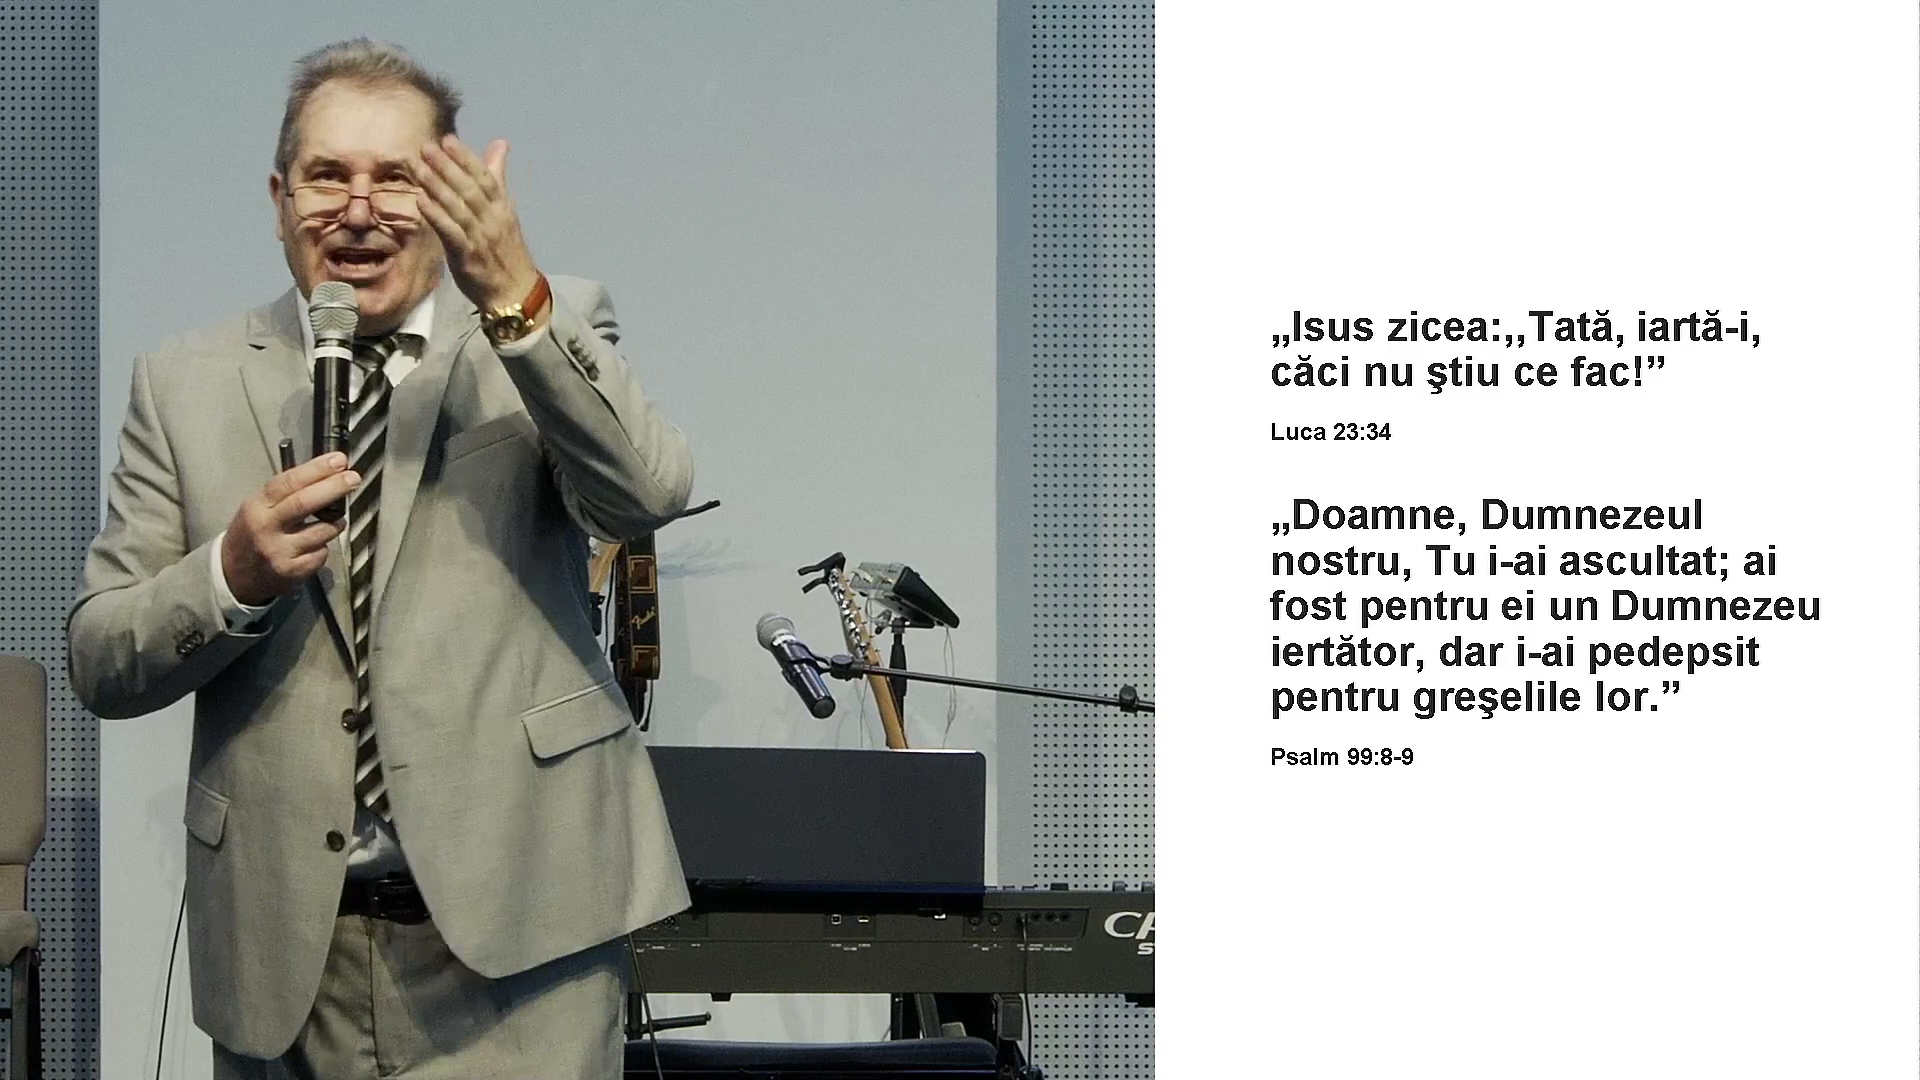 „Isus zicea:,,Tată, iartă-i,
căci nu ştiu ce fac!”
Luca 23:34
„Doamne, Dumnezeul
nostru, Tu i-ai ascultat; ai
fost pentru ei un Dumnezeu
iertător, dar i-ai pedepsit
pentru greşelile lor.”
Psalm 99:8-9
Fender